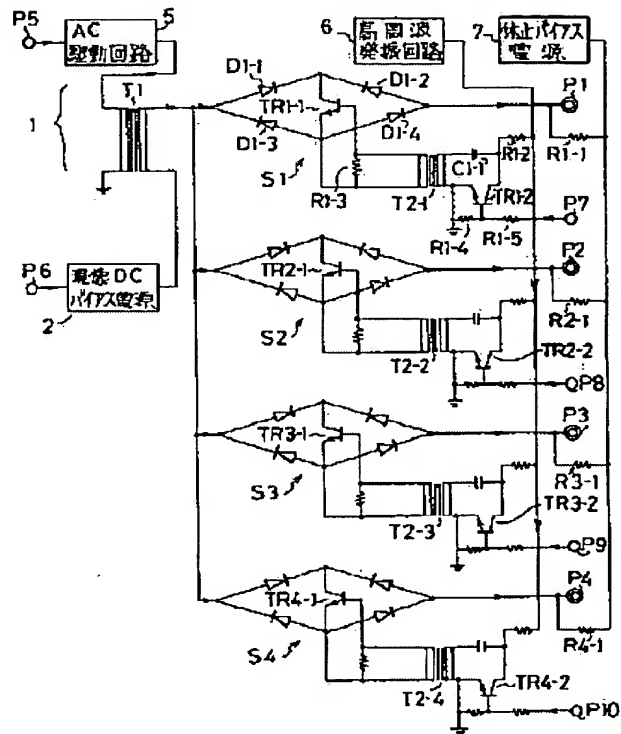 P5
AC
駆動回路
5
6
高周波
発振回路
7
休止バイアス
電源
T1
1
D1-1
D1-2
TR1-1
D1-3
D1-4
P1
R1-2
R1-1
S1
R1-3
C1-1
T2-1
TR1-2
R1-4
R1-5
P7
P6
現像DC
バイアス電源
2
TR2-1
P2
R2-1
S2
T2-2
TR2-2
P8
TR3-1
P3
R3-1
S3
T2-3
TR3-2
P9
TR4-1
P4
R4-1
S4
T2-4
TR4-2
P10